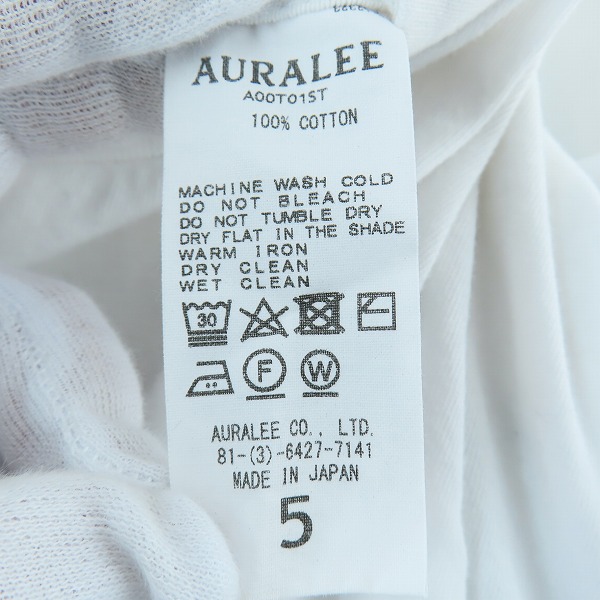 AURALEE
A00T01ST
100% COTTON
MACHINE WASH COLD
DO NOT BLEACH
DO NOT TUMBLE DRY
DRY FLAT IN THE SHADE
WARM IRON
DRY CLEAN
WET CLEAN
30
F W
AURALEE CO., LTD.
81-(3)-6427-7141
MADE IN JAPAN
5